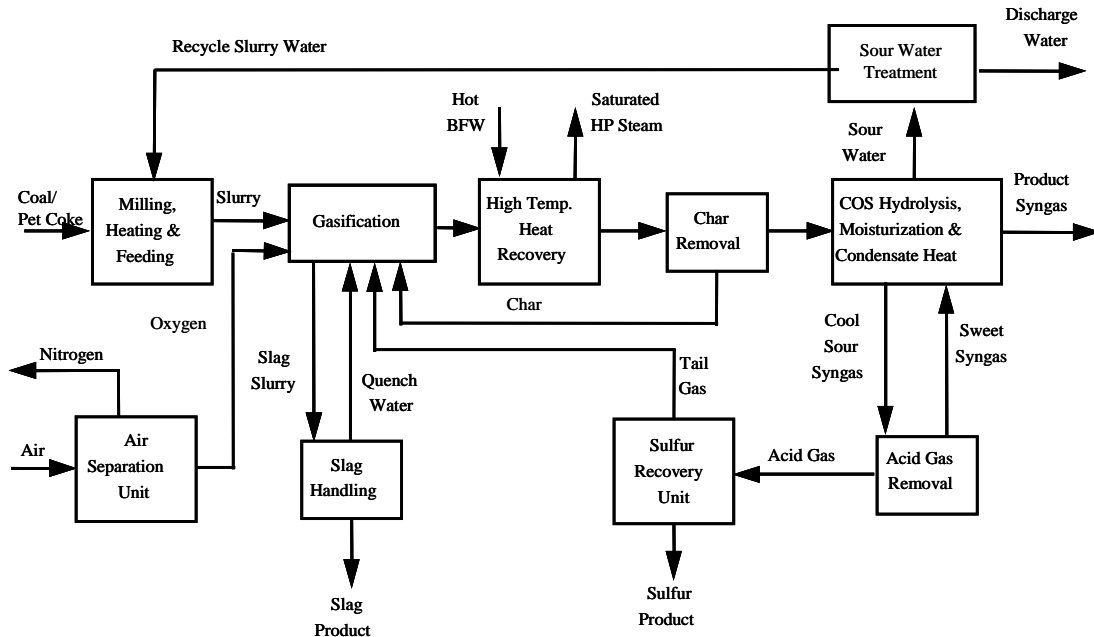 Discharge
Water
Recycle Slurry Water
Sour Water
Treatment
Hot
BFW
Saturated
HP Steam
Sour
Water
Coal/
Pet Coke
Milling,
Heating &
Feeding
Slurry
Gasification
High Temp.
Heat
Recovery
Char
Removal
COS Hydrolysis,
Moisturization &
Condensate Heat
Product
Syngas
Char
Oxygen
Nitrogen
Slag
Slurry
Quench
Water
Tail
Gas
Cool
Sour
Syngas
Sweet
Syngas
Air
Air
Separation
Unit
Slag
Handling
Sulfur
Recovery
Unit
Acid Gas
Acid Gas
Removal
Slag
Product
Sulfur
Product